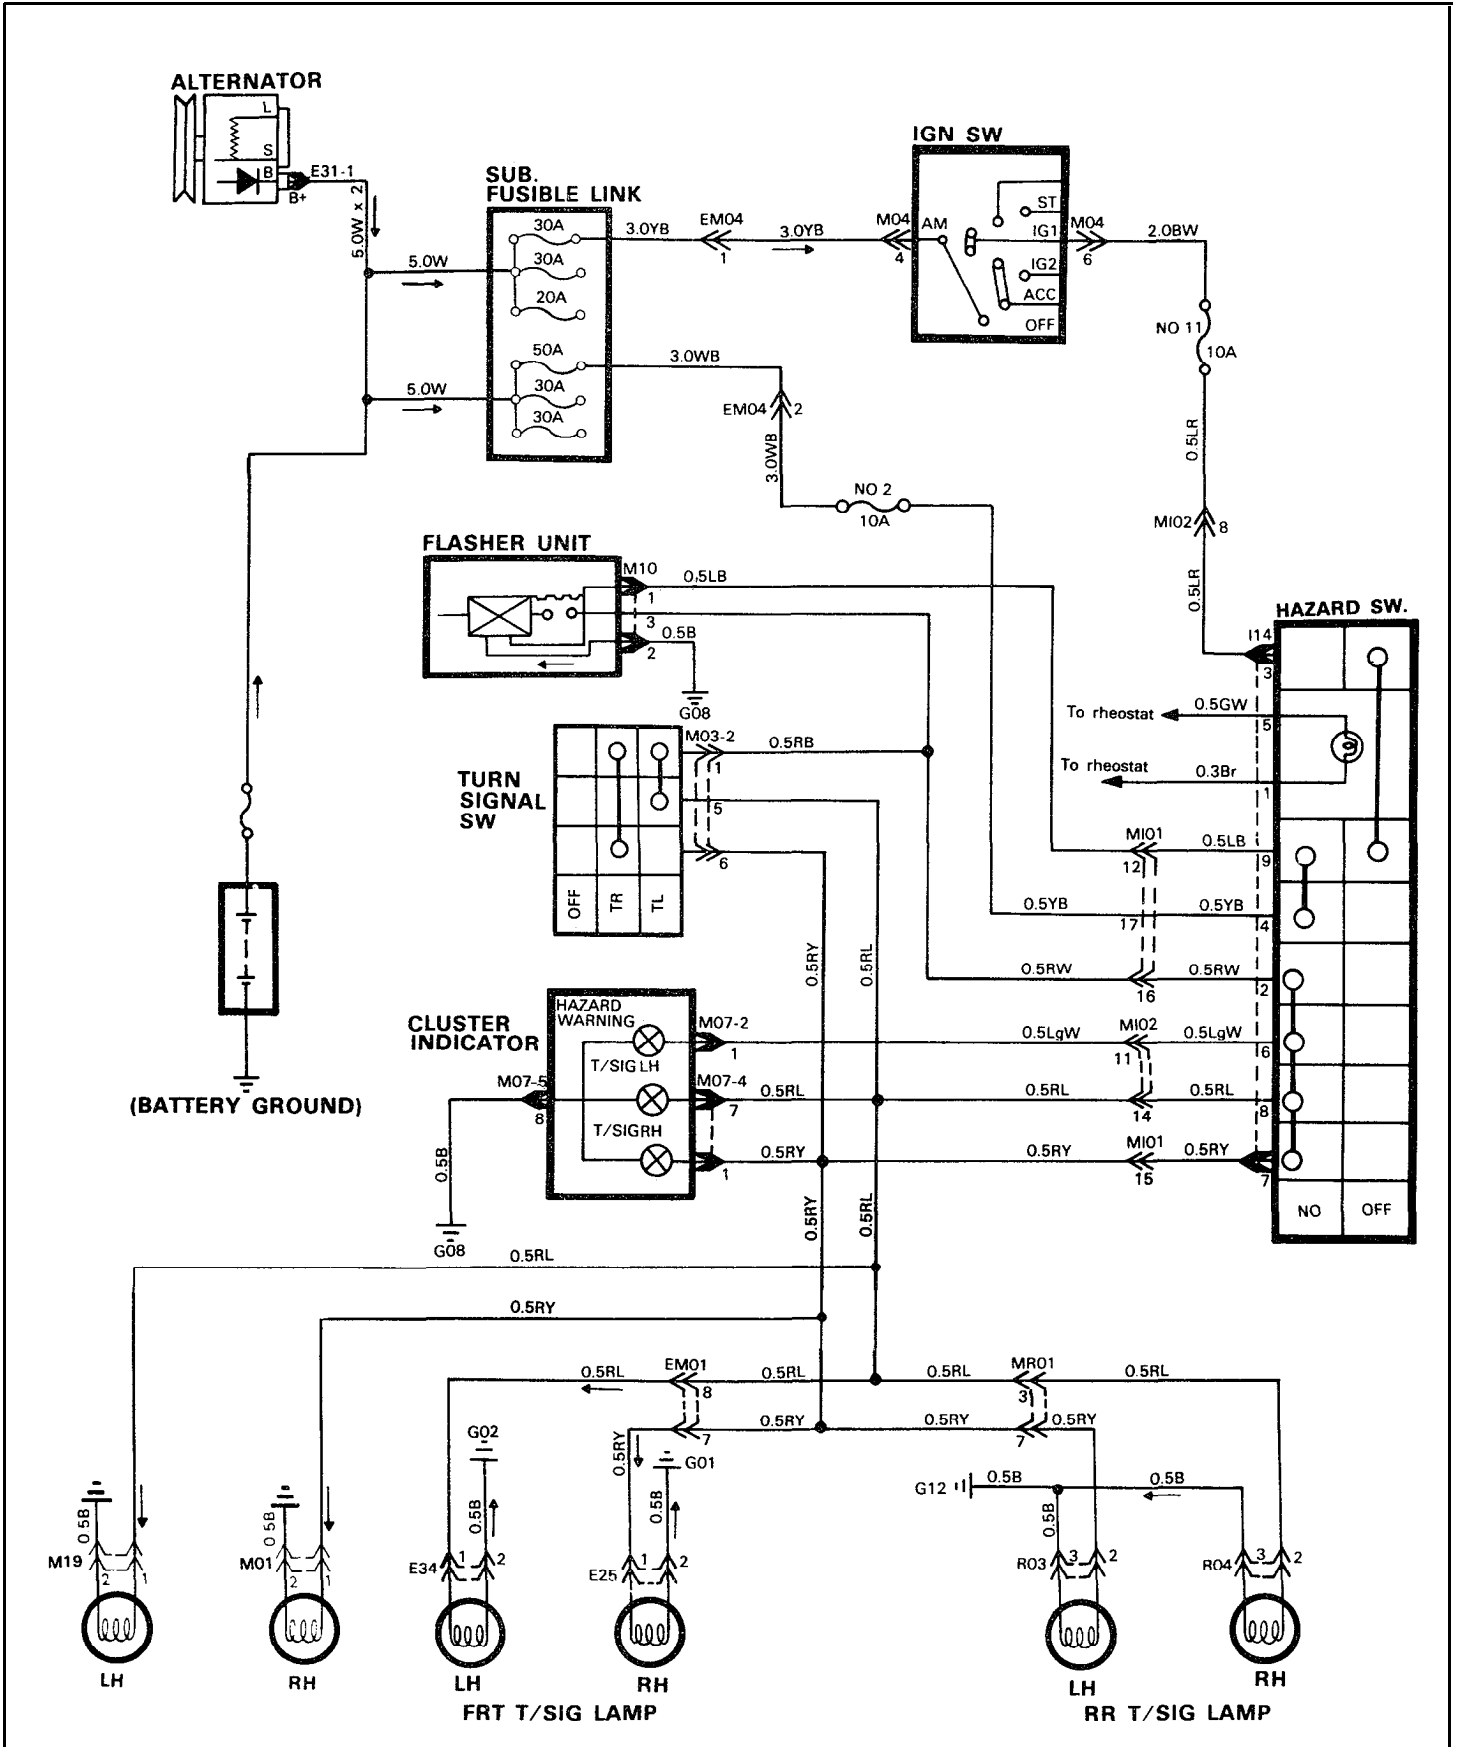 ALTERNATOR
L
S
B
E31-1
B+
5.0W x 2
5.0W
5.0W
SUB.
FUSIBLE LINK
30A
30A
20A
50A
30A
30A
3.0YB
EM04
1
3.0YB
M04
4
IGN SW
AM
ST
IG1
IG2
ACC
OFF
M04
6
2.0BW
NO 11
10A
0.5LR
MI02
8
0.5LR
3.0WB
EM04
2
3.0WB
NO 2
10A
FLASHER UNIT
M10
1
3
2
0,5LB
0.5B
G08
HAZARD SW.
I14
3
To rheostat
0.5GW
5
To rheostat
0.3Br
1
TURN
SIGNAL
SW
OFF
TR
TL
M03-2
1
5
6
0.5RB
MI01
12
0.5LB
9
0.5YB
17
0.5YB
4
0.5RY
0.5RL
0.5RW
16
0.5RW
2
(BATTERY GROUND)
CLUSTER
INDICATOR
HAZARD
WARNING
T/SIG LH
T/SIGRH
M07-2
1
0.5LgW
MI02
11
0.5LgW
6
M07-5
8
M07-4
7
0.5RL
0.5RL
14
0.5RL
8
0.5B
G08
1
0.5RY
0.5RY
MI01
15
0.5RY
7
NO
OFF
0.5RY
0.5RL
0.5RL
0.5RY
0.5RL
EM01
8
0.5RL
0.5RL
MR01
3
0.5RL
0.5RY
7
0.5RY
0.5RY
7
0.5RY
G02
0.5B
G01
0.5B
G12
0.5B
0.5B
0.5B
0 5B
M19
2
1
0 5B
M01
2
1
E34
1
2
E25
1
2
R03
3
2
R04
3
2
LH
RH
LH
RH
FRT T/SIG LAMP
LH
RH
RR T/SIG LAMP